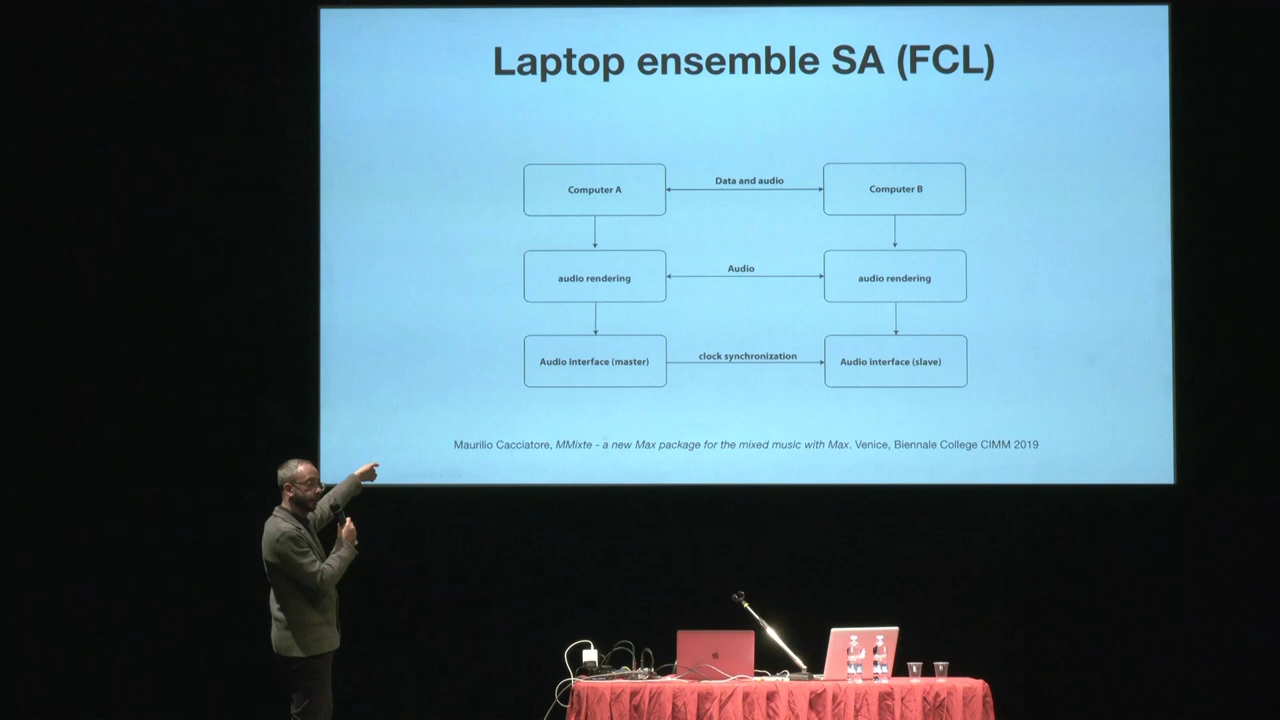 Laptop ensemble SA (FCL)
Computer A
Data and audio
Computer B
audio rendering
Audio
audio rendering
Audio interface (master)
clock synchronization
Audio interface (slave)
Maurilio Cacciatore, MMixte - a new Max package for the mixed music with Max. Venice, Biennale College CIMM 2019